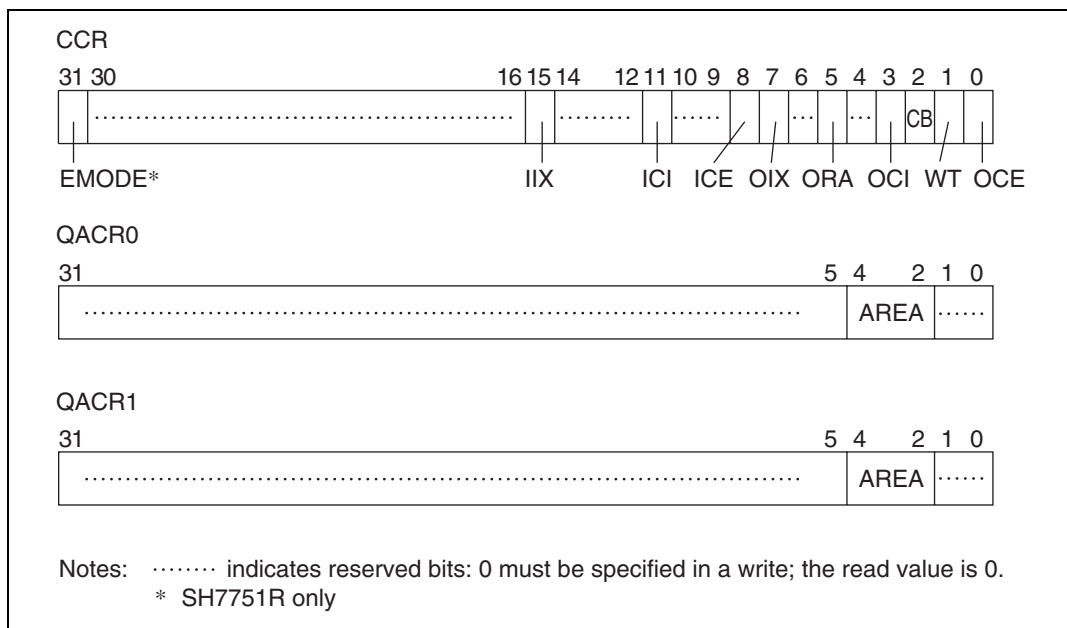 CCR
31 30 16 15 14 12 11 10 9 8 7 6 5 4 3 2 1 0
CB
EMODE* IIX ICI ICE OIX ORA OCI WT OCE
QACR0
31 5 4 2 1 0
AREA
QACR1
31 5 4 2 1 0
AREA
Notes: ········ indicates reserved bits: 0 must be specified in a write; the read value is 0.
* SH7751R only